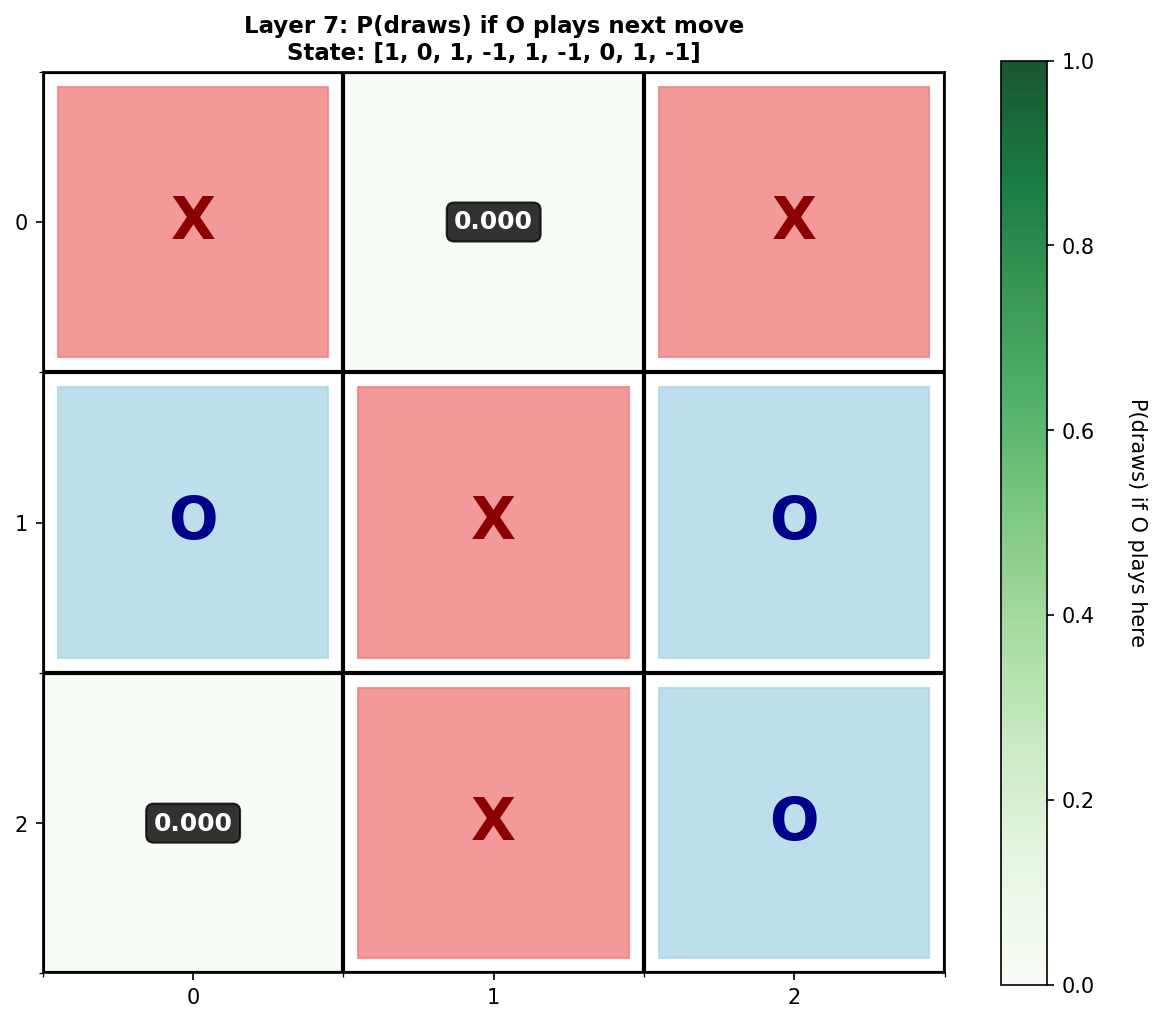 Layer 7: P(draws) if O plays next move
State: [1, 0, 1, -1, 1, -1, 0, 1, -1]
X
0.000
X
O
X
O
0.000
X
O
0
1
2
0
1
2
1.0
0.8
0.6
0.4
0.2
0.0
P(draws) if O plays here